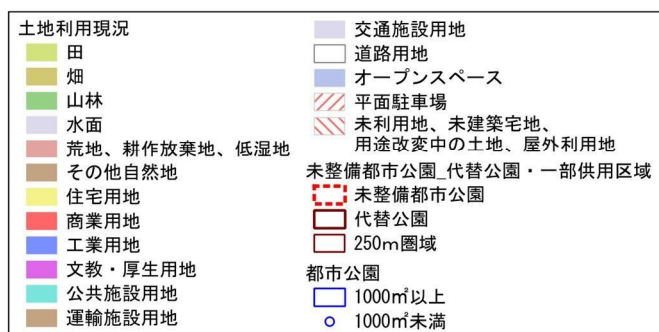 土地利用現況
田
畑
山林
水面
荒地、耕作放棄地、低湿地
その他自然地
住宅用地
商業用地
工業用地
文教・厚生用地
公共施設用地
運輸施設用地
交通施設用地
道路用地
オープンスペース
平面駐車場
未利用地、未建築宅地、
用途改変中の土地、屋外利用地
未整備都市公園_代替公園・一部供用区域
未整備都市公園
代替公園
250m圏域
都市公園
1000㎡以上
1000㎡未満